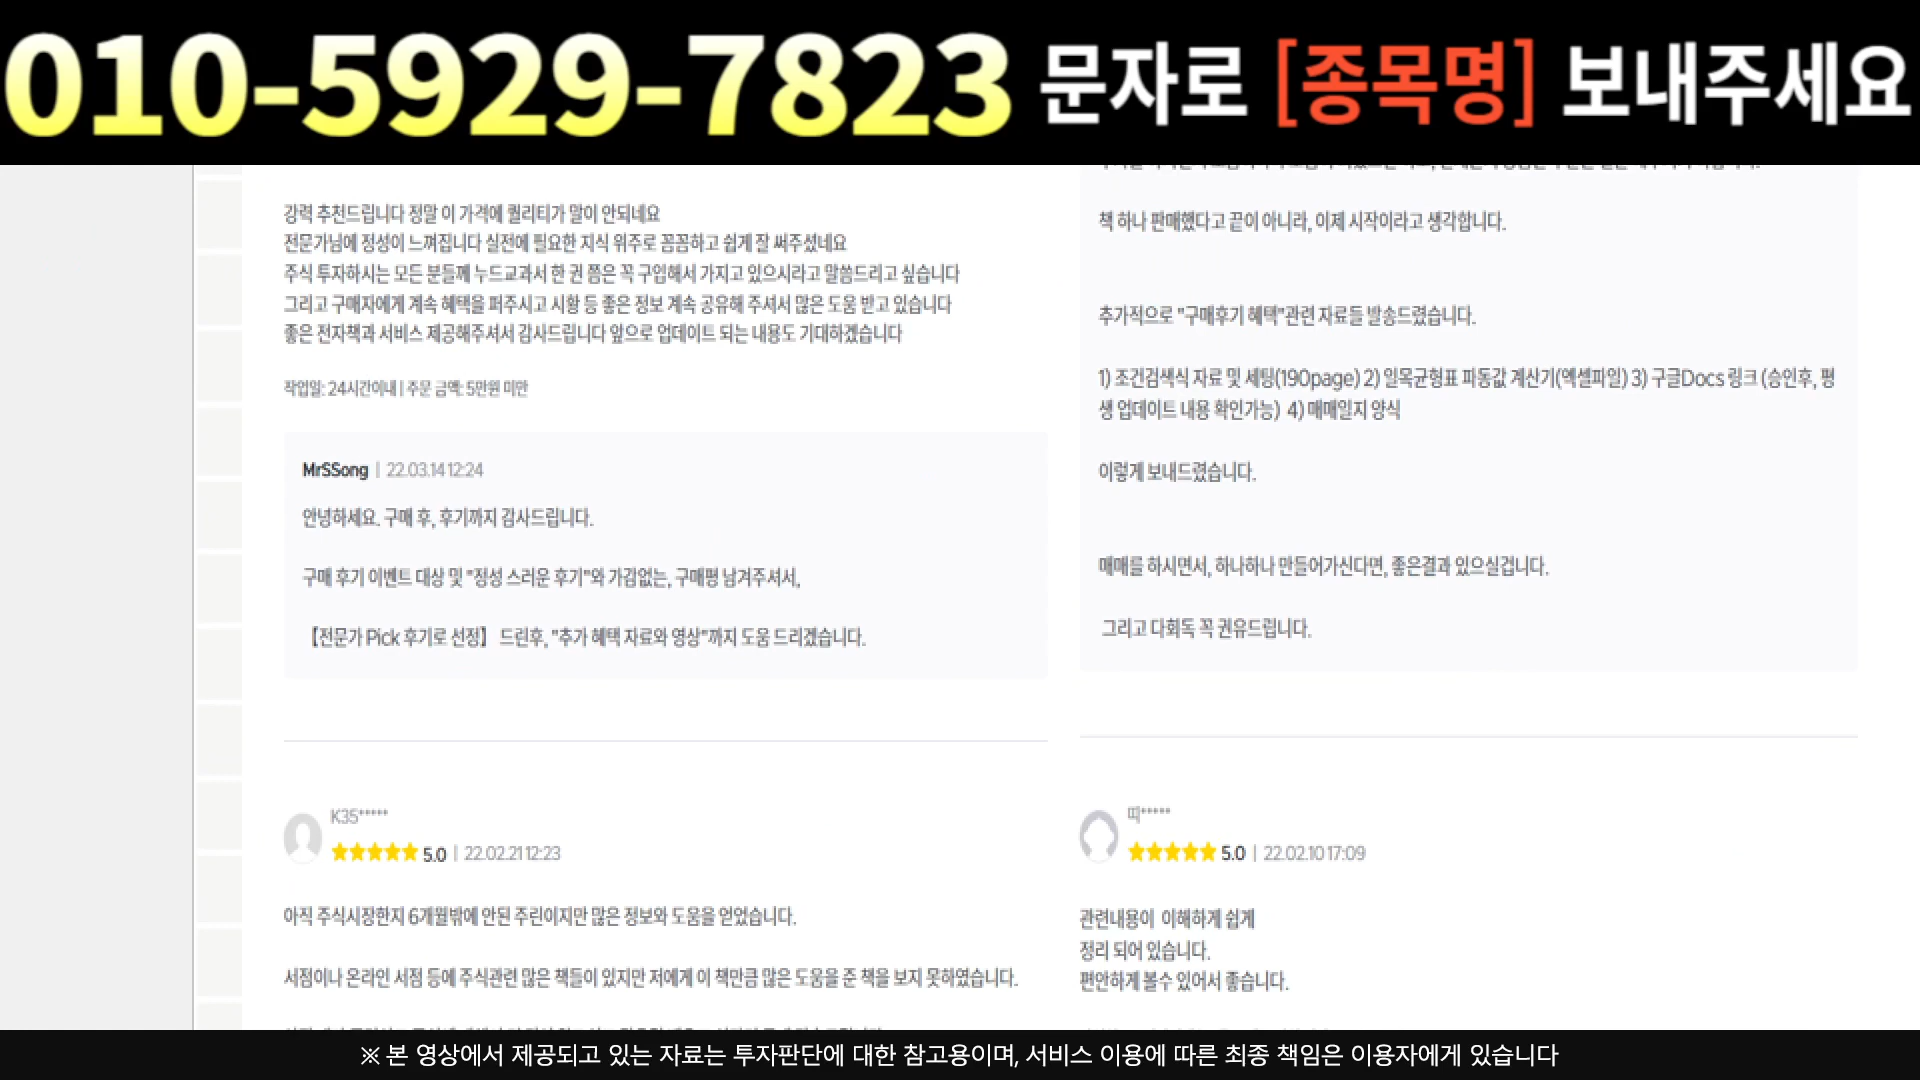 010-5929-7823 문자로 [종목명] 보내주세요
강력 추천드립니다 정말 이 가격에 퀄리티가 말이 안되네요
전문가님에 정성이 느껴집니다 실전에 필요한 지식 위주로 꼼꼼하고 쉽게 잘 써주셨네요
주식 투자하시는 모든 분들께 누드교과서 한 권 쯤은 꼭 구입해서 가지고 있으시라고 말씀드리고 싶습니다
그리고 구매자에게 계속 혜택을 퍼주시고 시황 등 좋은 정보 계속 공유해 주셔서 많은 도움 받고 있습니다
좋은 전자책과 서비스 제공해주셔서 감사드립니다 앞으로 업데이트 되는 내용도 기대하겠습니다
작업일: 24시간이내 | 주문 금액: 5만원 미만
MrSSong | 22.03.14 12:24
안녕하세요. 구매 후, 후기까지 감사드립니다.
구매 후기 이벤트 대상 및 "정성 스러운 후기"와 가감없는, 구매평 남겨주셔서,
【전문가 Pick 후기로 선정】 드린후, "추가 혜택 자료와 영상"까지 도움 드리겠습니다.
K35*****
5.0 | 22.02.21 12:23
아직 주식시장한지 6개월밖에 안된 주린이지만 많은 정보와 도움을 얻었습니다.
서점이나 온라인 서점 등에 주식관련 많은 책들이 있지만 저에게 이 책만큼 많은 도움을 준 책을 보지 못하였습니다.
책 하나 판매했다고 끝이 아니라, 이제 시작이라고 생각합니다.
추가적으로 "구매후기 혜택"관련 자료들 발송드렸습니다.
1) 조건검색식 자료 및 세팅(190page) 2) 일목균형표 파동값 계산기(엑셀파일) 3) 구글Docs 링크 (승인후, 평
생 업데이트 내용 확인가능) 4) 매매일지 양식
이렇게 보내드렸습니다.
매매를 하시면서, 하나하나 만들어가신다면, 좋은결과 있으실겁니다.
그리고 다회독 꼭 권유드립니다.
띠*****
5.0 | 22.02.10 17:09
관련내용이 이해하게 쉽게
정리 되어 있습니다.
편안하게 볼수 있어서 좋습니다.
※ 본 영상에서 제공되고 있는 자료는 투자판단에 대한 참고용이며, 서비스 이용에 따른 최종 책임은 이용자에게 있습니다